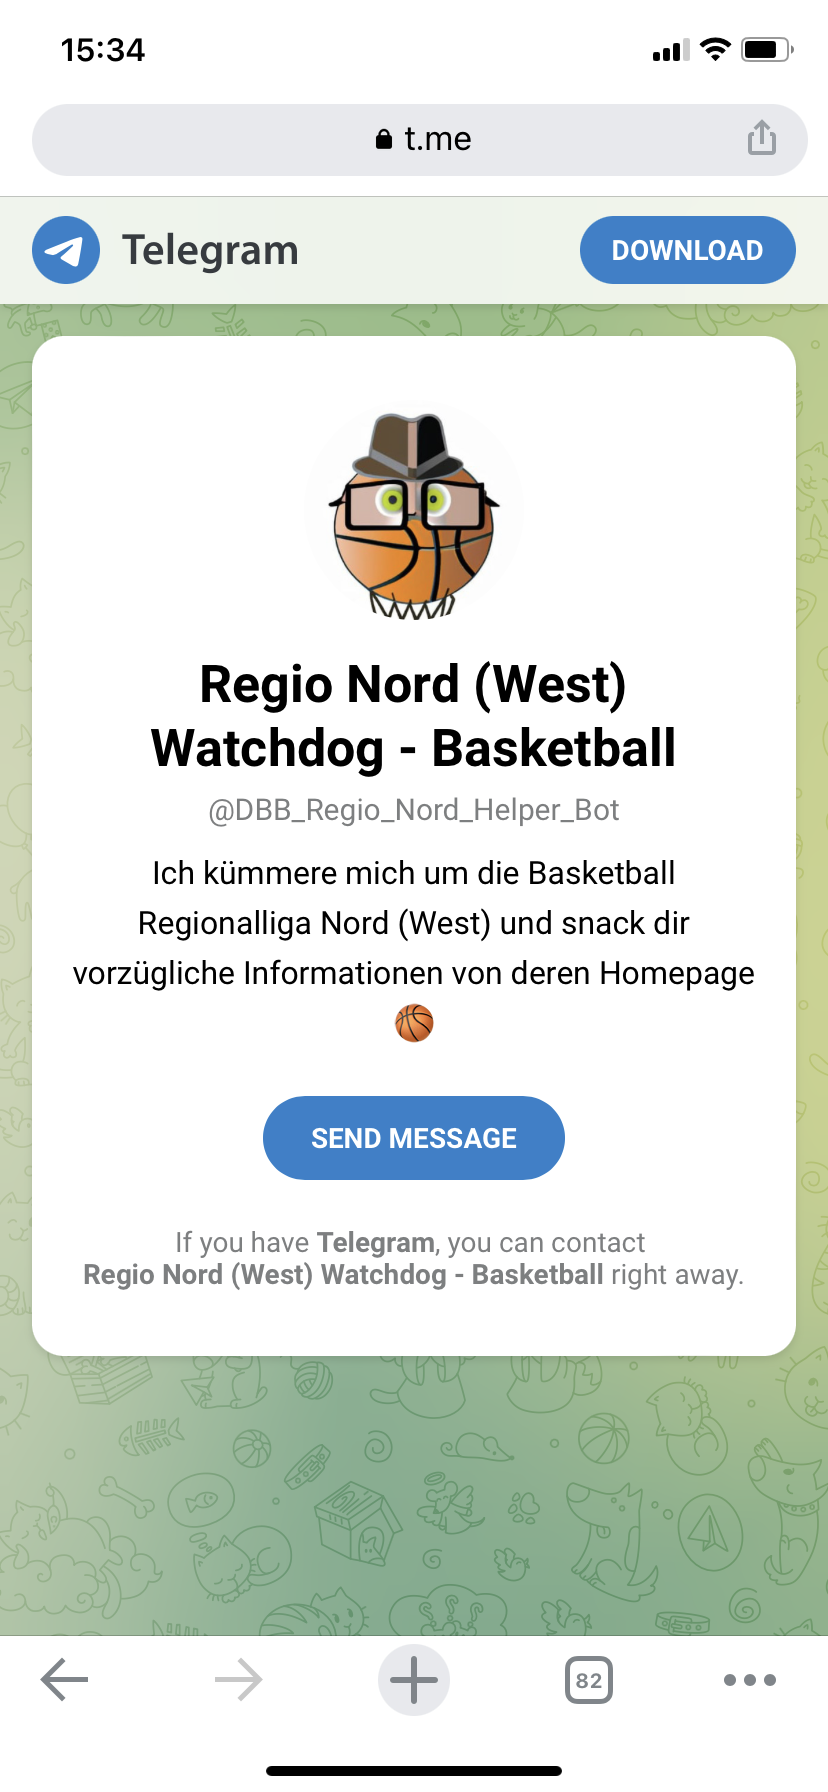 15:34
t.me
Telegram
DOWNLOAD
Regio Nord (West)
Watchdog - Basketball
@DBB_Regio_Nord_Helper_Bot
Ich kümmere mich um die Basketball
Regionalliga Nord (West) und snack dir
vorzügliche Informationen von deren Homepage
🏀
SEND MESSAGE
If you have Telegram, you can contact
Regio Nord (West) Watchdog - Basketball right away.
82